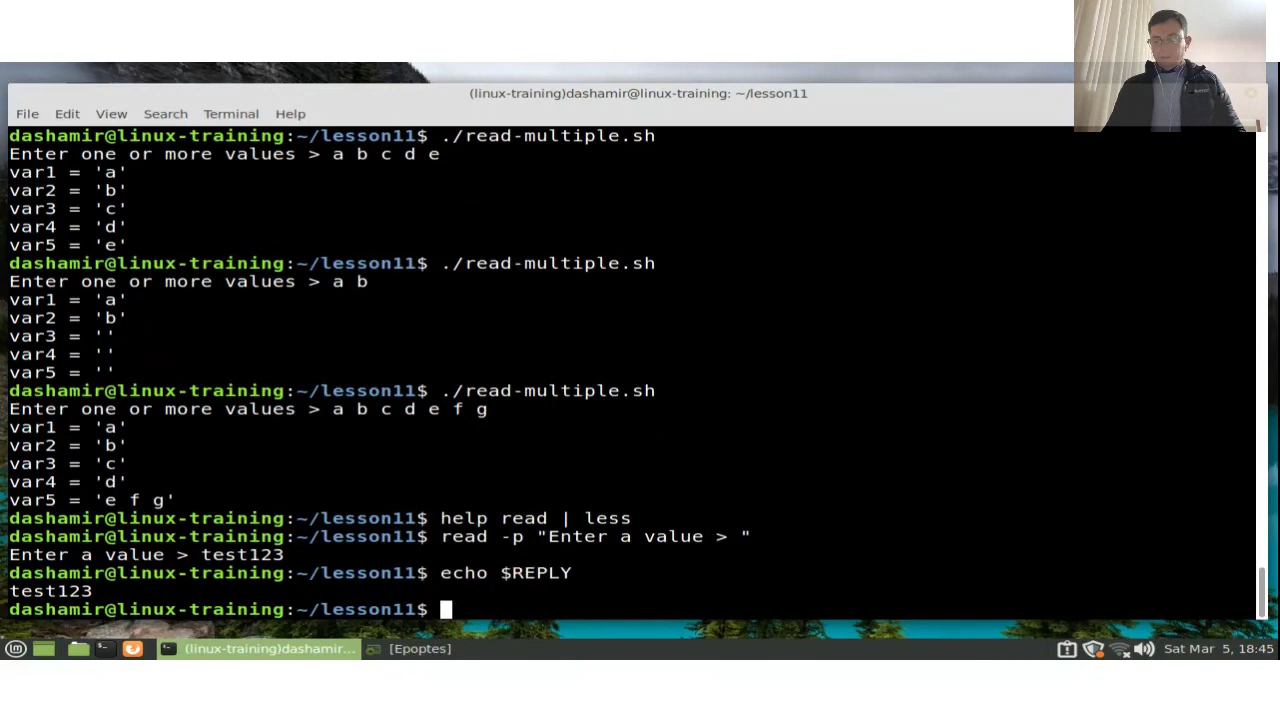 (linux-training)dashamir@linux-training: ~/lesson11
File Edit View Search Terminal Help
dashamir@linux-training:~/lesson11$ ./read-multiple.sh
Enter one or more values > a b c d e
var1 = 'a'
var2 = 'b'
var3 = 'c'
var4 = 'd'
var5 = 'e'
dashamir@linux-training:~/lesson11$ ./read-multiple.sh
Enter one or more values > a b
var1 = 'a'
var2 = 'b'
var3 = ''
var4 = ''
var5 = ''
dashamir@linux-training:~/lesson11$ ./read-multiple.sh
Enter one or more values > a b c d e f g
var1 = 'a'
var2 = 'b'
var3 = 'c'
var4 = 'd'
var5 = 'e f g'
dashamir@linux-training:~/lesson11$ help read | less
dashamir@linux-training:~/lesson11$ read -p "Enter a value > "
Enter a value > test123
dashamir@linux-training:~/lesson11$ echo $REPLY
test123
dashamir@linux-training:~/lesson11$
(linux-training)dashamir... [Epoptes] Sat Mar 5, 18:45